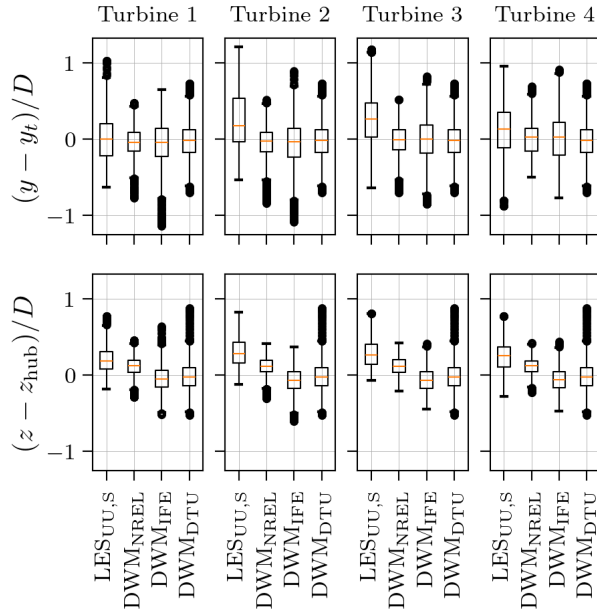 Turbine 1 Turbine 2 Turbine 3 Turbine 4
(y − y_t)/D
1
0
−1
(z − z_hub)/D
1
0
−1
LES_UU,S DWM_NREL DWM_IFE DWM_DTU LES_UU,S DWM_NREL DWM_IFE DWM_DTU LES_UU,S DWM_NREL DWM_IFE DWM_DTU LES_UU,S DWM_NREL DWM_IFE DWM_DTU